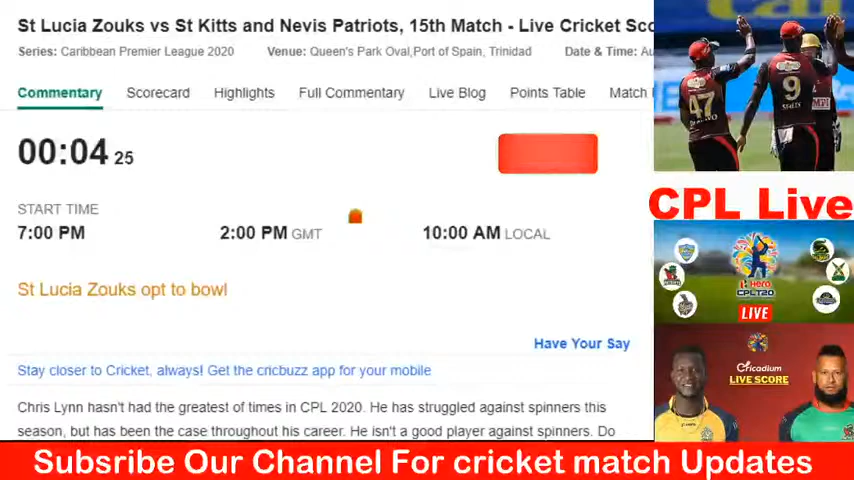 St Lucia Zouks vs St Kitts and Nevis Patriots, 15th Match - Live Cricket Sco
Series: Caribbean Premier League 2020 Venue: Queen's Park Oval,Port of Spain, Trinidad Date & Time: Au
Commentary Scorecard Highlights Full Commentary Live Blog Points Table Match
00:04 25
START TIME
7:00 PM 2:00 PM GMT 10:00 AM LOCAL
St Lucia Zouks opt to bowl
Have Your Say
Stay closer to Cricket, always! Get the cricbuzz app for your mobile
Chris Lynn hasn't had the greatest of times in CPL 2020. He has struggled against spinners this
season, but has been the case throughout his career. He isn't a good player against spinners. Do
47
9
CPL Live
Hero
CPLT20
LIVE
Cricadium
LIVE SCORE
Subsribe Our Channel For cricket match Updates